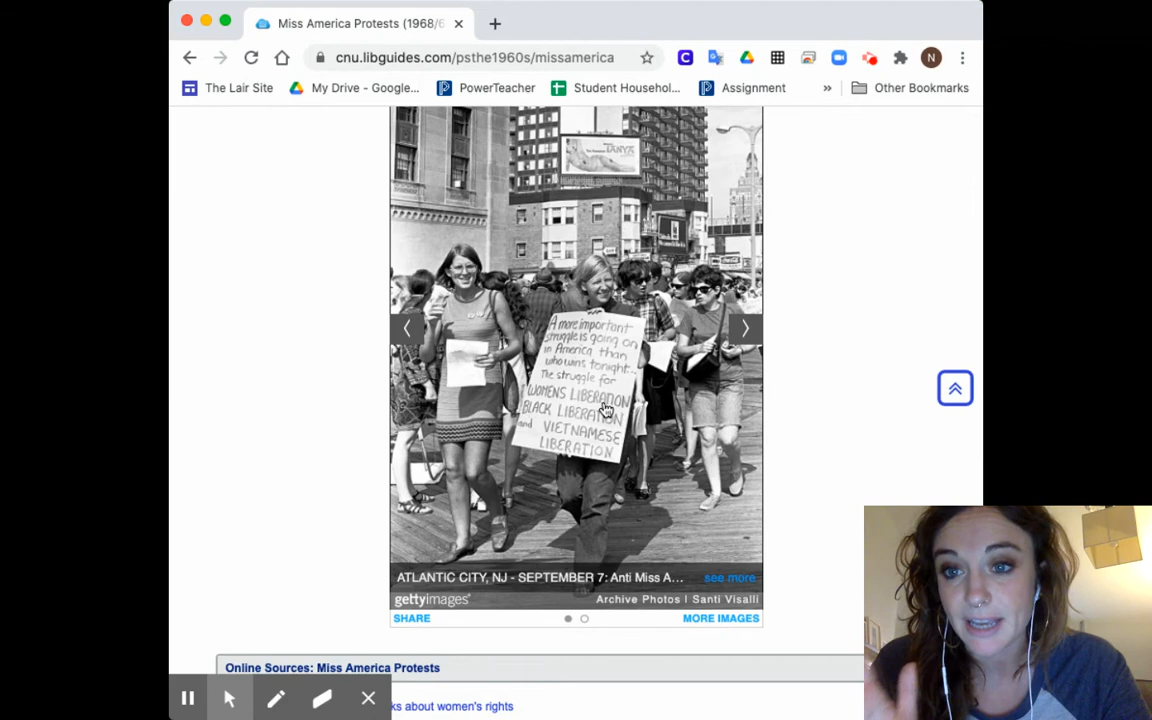 Miss America Protests (1968/6
cnu.libguides.com/psthe1960s/missamerica
N
The Lair Site
My Drive - Google...
PowerTeacher
Student Househol...
Assignment
»
Other Bookmarks
TANYA
A more important
struggle is going on
in America than
who wins tonight...
The struggle for
WOMENS LIBERATION
BLACK LIBERATION
and VIETNAMESE
LIBERATION
ATLANTIC CITY, NJ - SEPTEMBER 7: Anti Miss A...
see more
gettyimages®
Archive Photos | Santi Visalli
SHARE
MORE IMAGES
Online Sources: Miss America Protests
ks about women's rights